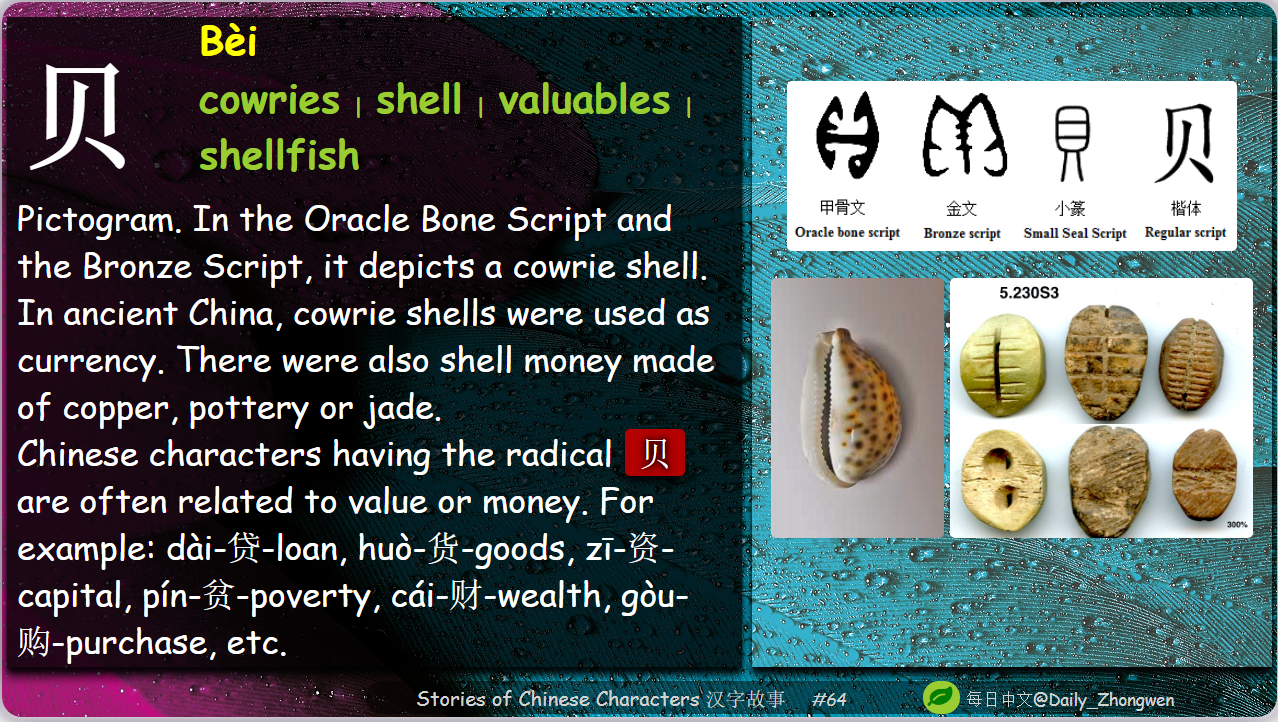 贝
Bèi
cowries | shell | valuables |
shellfish
Pictogram. In the Oracle Bone Script and
the Bronze Script, it depicts a cowrie shell.
In ancient China, cowrie shells were used as
currency. There were also shell money made
of copper, pottery or jade.
Chinese characters having the radical 贝
are often related to value or money. For
example: dài-贷-loan, huò-货-goods, zī-资-
capital, pín-贫-poverty, cái-财-wealth, gòu-
购-purchase, etc.
貝 贝
甲骨文 金文 小篆 楷体
Oracle bone script Bronze script Small Seal Script Regular script
5.230S3
300%
Stories of Chinese Characters 汉字故事 #64
每日中文@Daily_Zhongwen